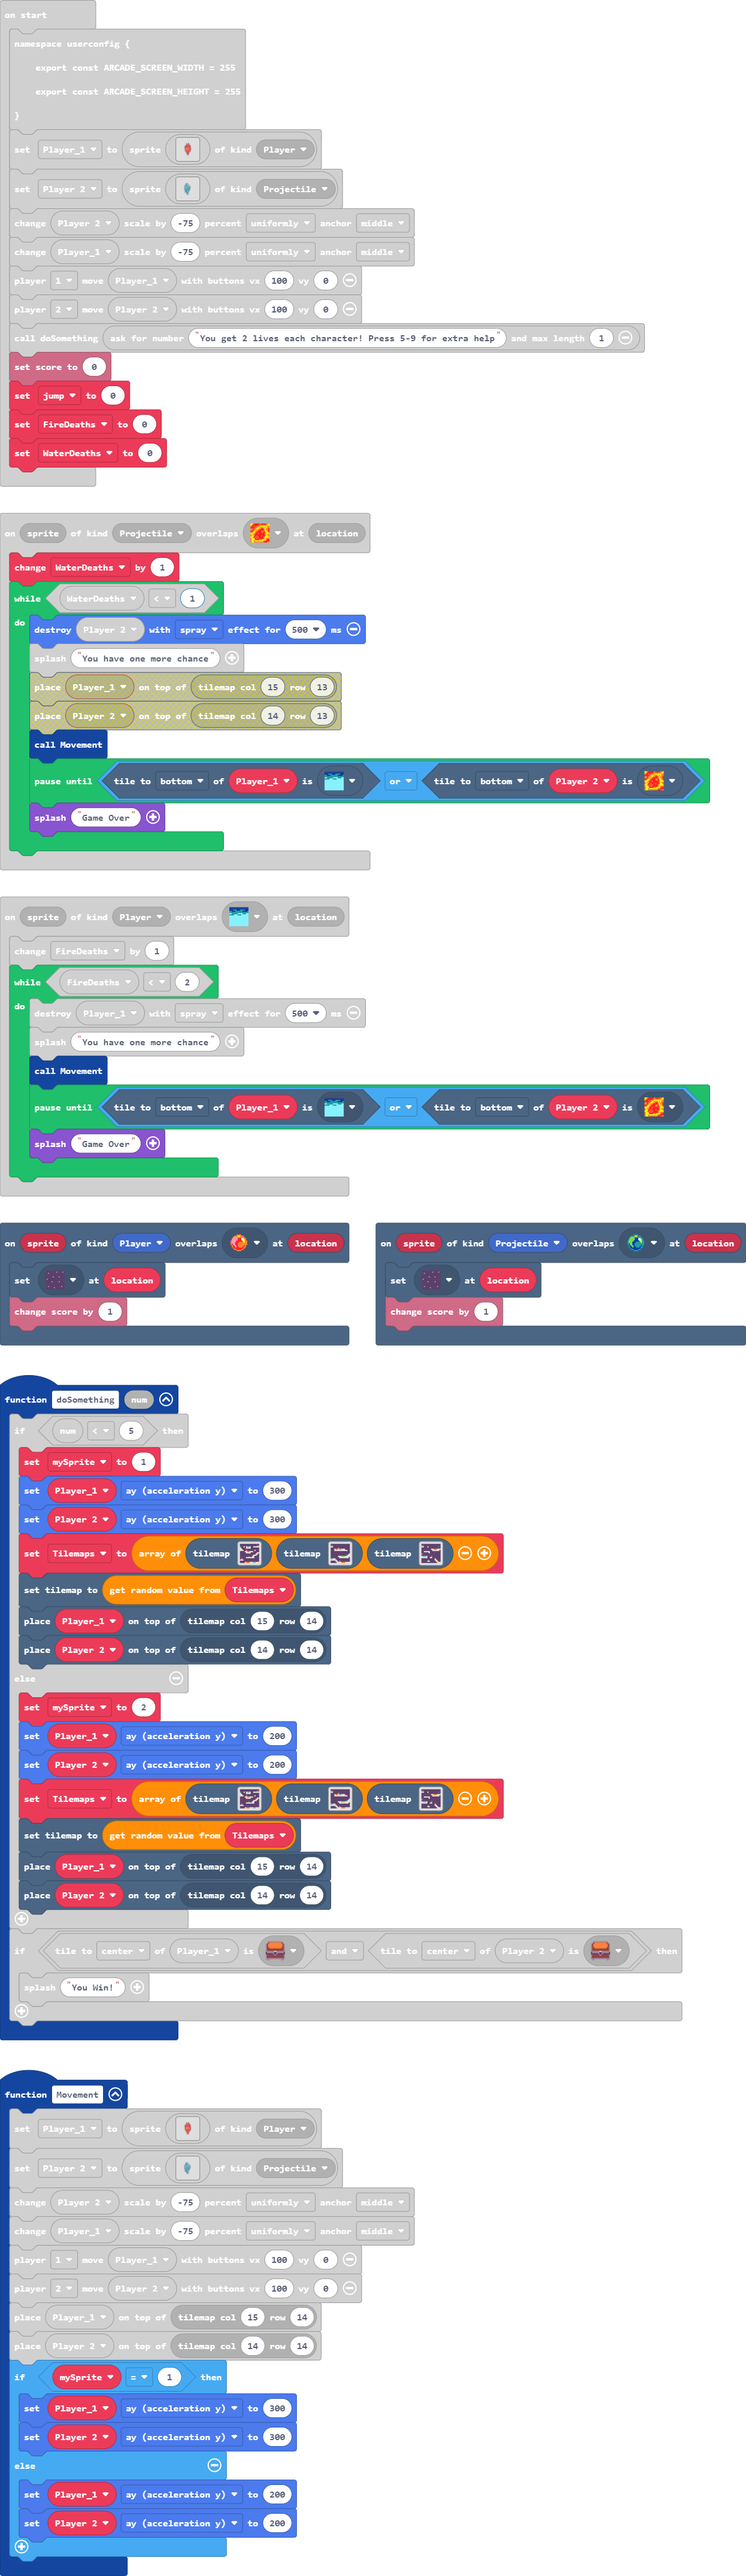 on start
namespace userconfig {
export const ARCADE_SCREEN_WIDTH = 255
export const ARCADE_SCREEN_HEIGHT = 255
}
set Player_1 to sprite of kind Player
set Player 2 to sprite of kind Projectile
change Player 2 scale by -75 percent uniformly anchor middle
change Player_1 scale by -75 percent uniformly anchor middle
player 1 move Player_1 with buttons vx 100 vy 0
player 2 move Player 2 with buttons vx 100 vy 0
call doSomething ask for number "You get 2 lives each character! Press 5-9 for extra help" and max length 1
set score to 0
set jump to 0
set FireDeaths to 0
set WaterDeaths to 0
on sprite of kind Projectile overlaps at location
change WaterDeaths by 1
while WaterDeaths < 1
do
destroy Player 2 with spray effect for 500 ms
splash "You have one more chance"
place Player_1 on top of tilemap col 15 row 13
place Player 2 on top of tilemap col 14 row 13
call Movement
pause until tile to bottom of Player_1 is or tile to bottom of Player 2 is
splash "Game Over"
on sprite of kind Player overlaps at location
change FireDeaths by 1
while FireDeaths < 2
do
destroy Player_1 with spray effect for 500 ms
splash "You have one more chance"
call Movement
pause until tile to bottom of Player_1 is or tile to bottom of Player 2 is
splash "Game Over"
on sprite of kind Player overlaps at location
set at location
change score by 1
on sprite of kind Projectile overlaps at location
set at location
change score by 1
function doSomething num
if num < 5 then
set mySprite to 1
set Player_1 ay (acceleration y) to 300
set Player 2 ay (acceleration y) to 300
set Tilemaps to array of tilemap tilemap tilemap
set tilemap to get random value from Tilemaps
place Player_1 on top of tilemap col 15 row 14
place Player 2 on top of tilemap col 14 row 14
else
set mySprite to 2
set Player_1 ay (acceleration y) to 200
set Player 2 ay (acceleration y) to 200
set Tilemaps to array of tilemap tilemap tilemap
set tilemap to get random value from Tilemaps
place Player_1 on top of tilemap col 15 row 14
place Player 2 on top of tilemap col 14 row 14
if tile to center of Player_1 is and tile to center of Player 2 is then
splash "You Win!"
function Movement
set Player_1 to sprite of kind Player
set Player 2 to sprite of kind Projectile
change Player 2 scale by -75 percent uniformly anchor middle
change Player_1 scale by -75 percent uniformly anchor middle
player 1 move Player_1 with buttons vx 100 vy 0
player 2 move Player 2 with buttons vx 100 vy 0
place Player_1 on top of tilemap col 15 row 14
place Player 2 on top of tilemap col 14 row 14
if mySprite = 1 then
set Player_1 ay (acceleration y) to 300
set Player 2 ay (acceleration y) to 300
else
set Player_1 ay (acceleration y) to 200
set Player 2 ay (acceleration y) to 200